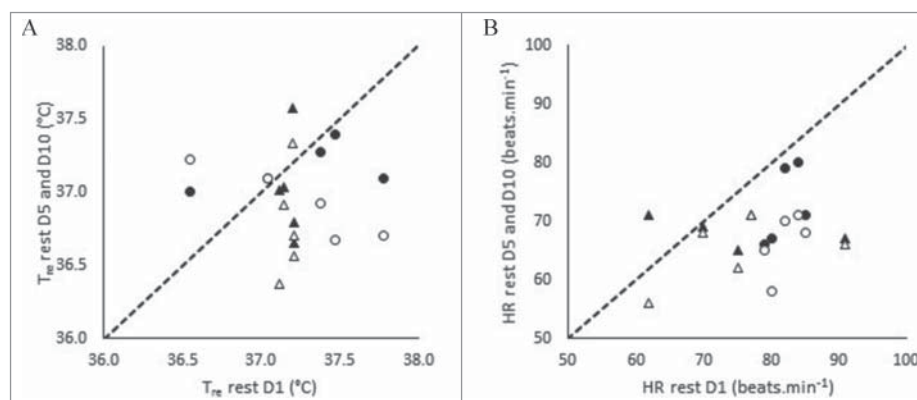 A
38.0
37.5
37.0
36.5
36.0
36.0 36.5 37.0 37.5 38.0
Tre rest D5 and D10 (°C)
Tre rest D1 (°C)
B
100
90
80
70
60
50
50 60 70 80 90 100
HR rest D5 and D10 (beats.min⁻¹)
HR rest D1 (beats.min⁻¹)